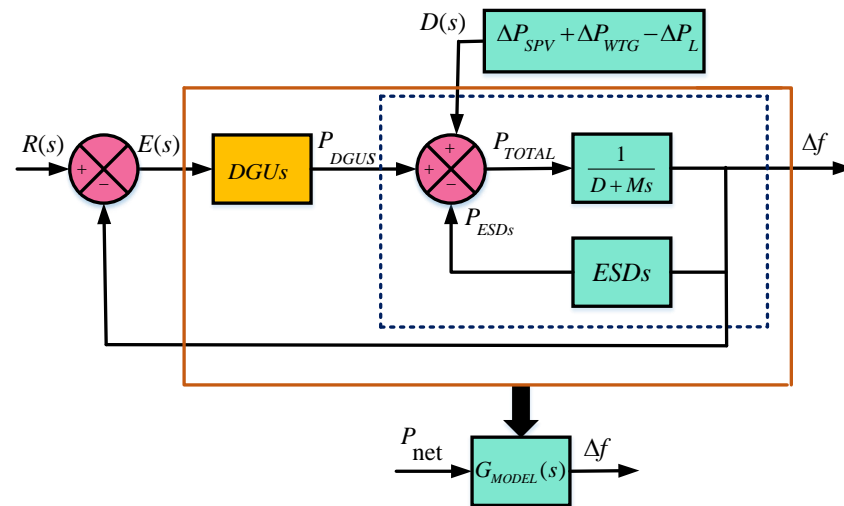 D(s)
ΔP_SPV + ΔP_WTG − ΔP_L
R(s)
+
−
E(s)
DGUs
P_DGUS
+
+
−
P_TOTAL
1
D + Ms
Δf
P_ESDs
ESDs
P_net
G_MODEL(s)
Δf